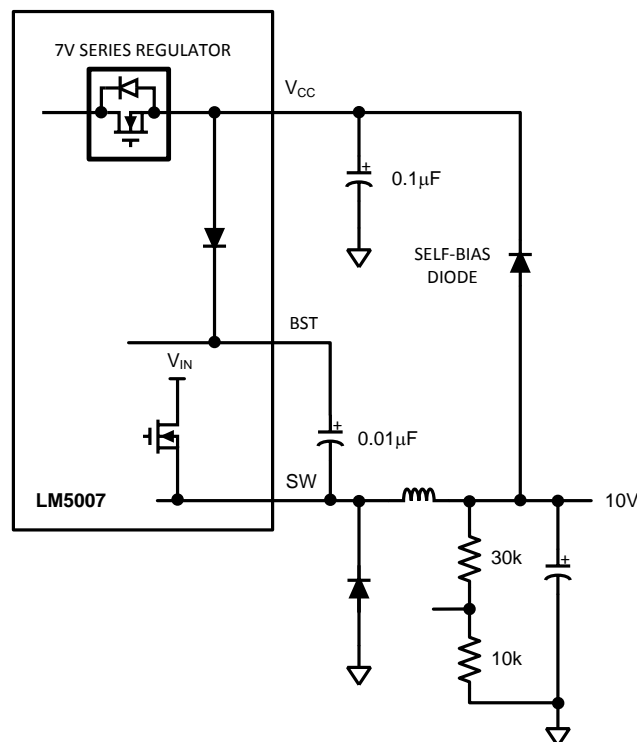 7V SERIES REGULATOR
VCC
0.1μF
SELF-BIAS
DIODE
BST
VIN
0.01μF
SW
LM5007
10V
30k
10k